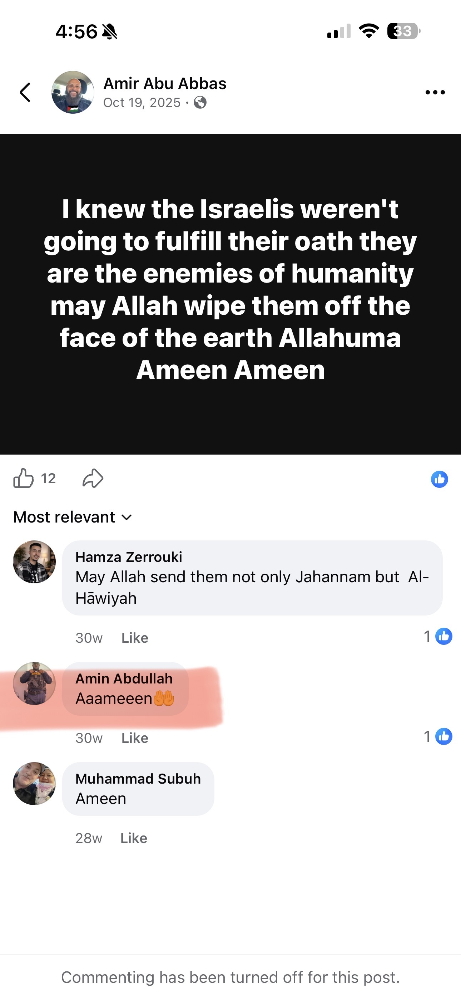 4:56
33
Amir Abu Abbas
Oct 19, 2025 ·
I knew the Israelis weren't
going to fulfill their oath they
are the enemies of humanity
may Allah wipe them off the
face of the earth Allahuma
Ameen Ameen
12
Most relevant
Hamza Zerrouki
May Allah send them not only Jahannam but Al-
Hāwiyah
30w Like 1
Amin Abdullah
Aaameeen🤲
30w Like 1
Muhammad Subuh
Ameen
28w Like
Commenting has been turned off for this post.